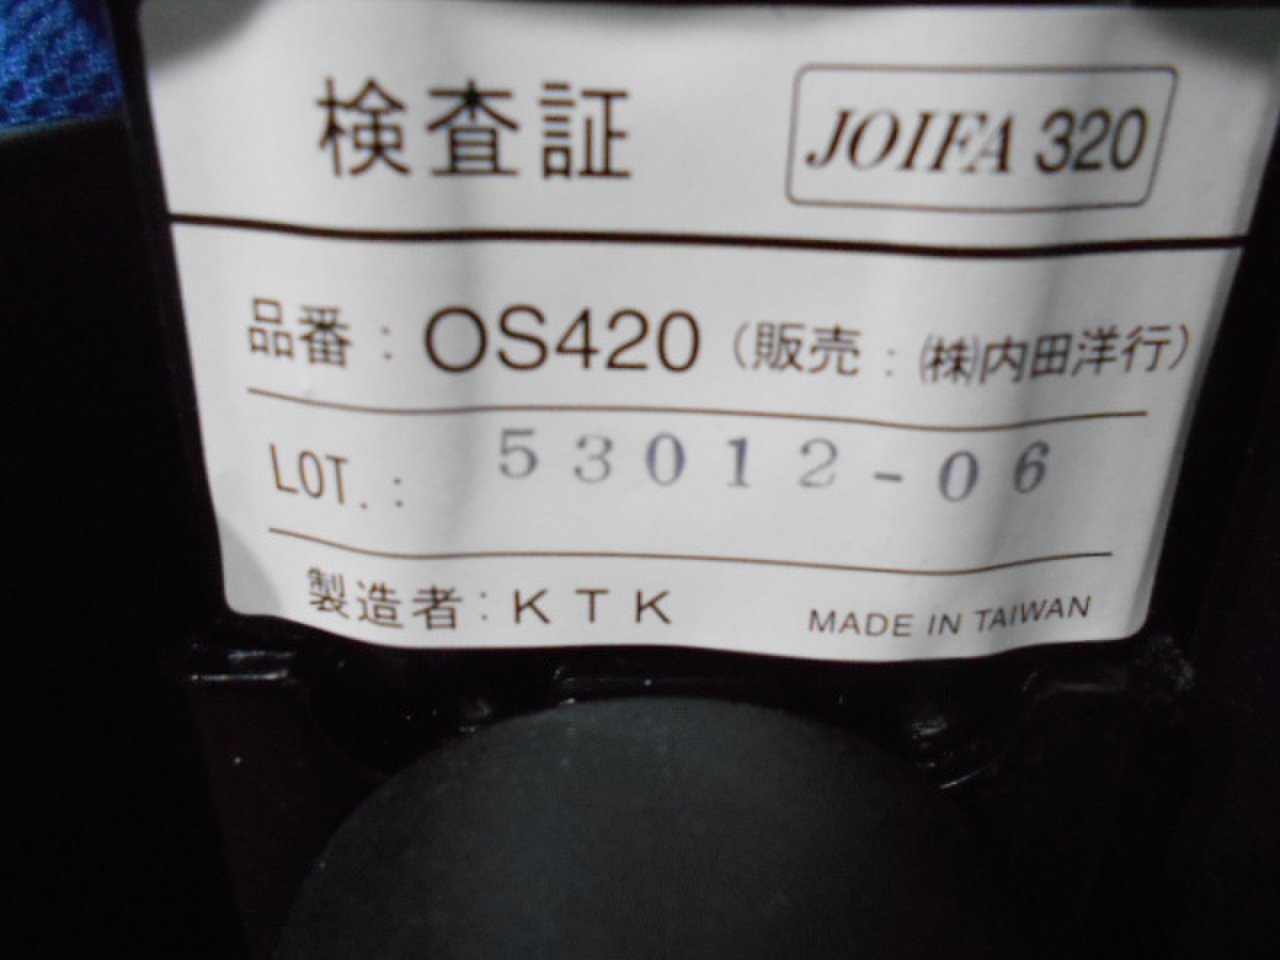 検査証
JOIFA 320
品番：OS420（販売：㈱内田洋行）
LOT.： 53012-06
製造者：KTK MADE IN TAIWAN